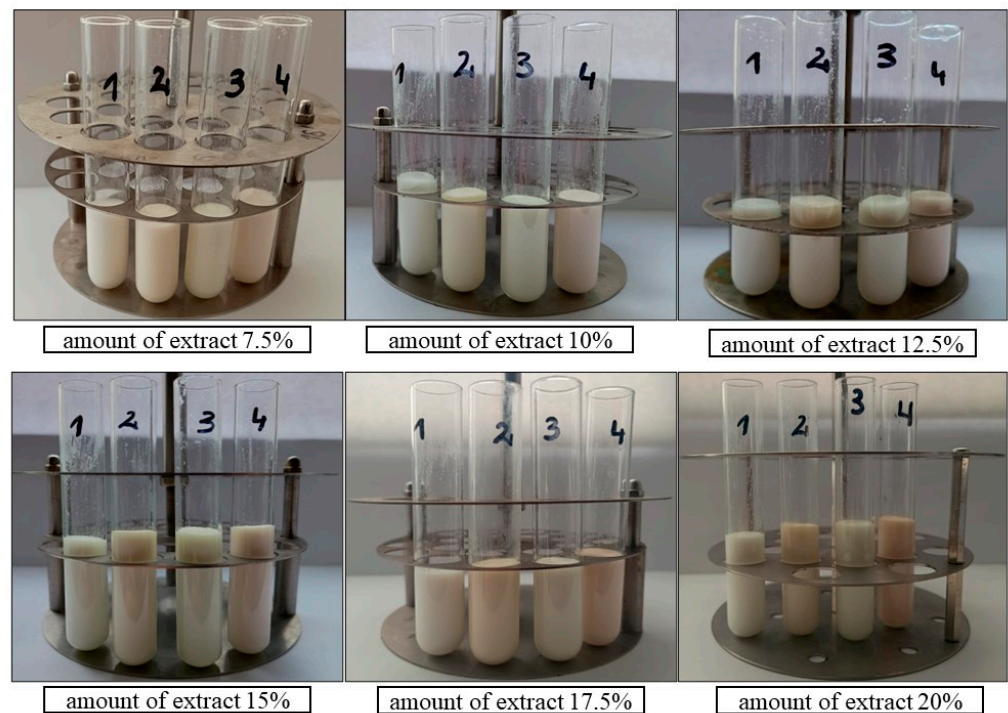 1 2 3 4
1 2 3 4
1 2 3 4
amount of extract 7.5%
amount of extract 10%
amount of extract 12.5%
1 2 3 4
1 2 3 4
1 2 3 4
amount of extract 15%
amount of extract 17.5%
amount of extract 20%